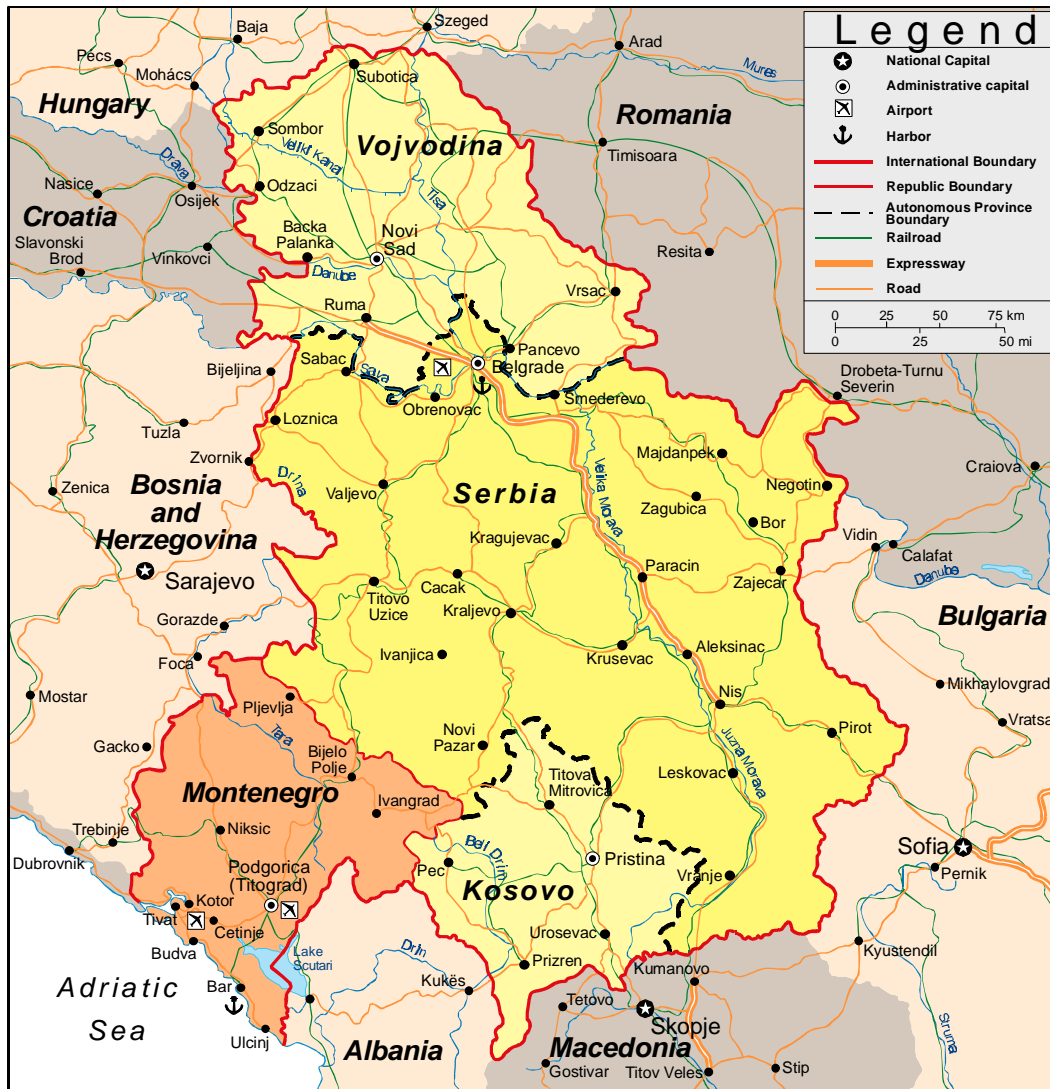 Legend
National Capital
Administrative capital
Airport
Harbor
International Boundary
Republic Boundary
Autonomous Province
Boundary
Railroad
Expressway
Road
0 25 50 75 km
0 25 50 mi
Szeged
Baja
Pecs
Mohács
Subotica
Arad
Mures
Hungary
Romania
Sombor
Vojvodina
Veliki Kanal
Timisoara
Drava
Tisa
Nasice
Osijek
Odzaci
Croatia
Slavonski
Brod
Vinkovci
Backa
Palanka
Novi
Sad
Danube
Resita
Vrsac
Ruma
Pancevo
Sabac
Sava
Belgrade
Bijeljina
Obrenovac
Smederevo
Drobeta-Turnu
Severin
Loznica
Tuzla
Zvornik
Majdanpek
Craiova
Zenica
Bosnia
and
Herzegovina
Drina
Valjevo
Serbia
Velika Morava
Zagubica
Negotin
Bor
Kragujevac
Vidin
Calafat
Sarajevo
Cacak
Paracin
Zajecar
Danube
Titovo
Uzice
Kraljevo
Bulgaria
Gorazde
Ivanjica
Krusevac
Aleksinac
Foca
Mostar
Pljevlja
Mikhaylovgrad
Nis
Vratsa
Gacko
Tara
Novi
Pazar
Pirot
Bijelo
Polje
Juzna Morava
Titova
Mitrovica
Leskovac
Montenegro
Ivangrad
Trebinje
Niksic
Dubrovnik
Beli Drim
Sofia
Pernik
Podgorica
(Titograd)
Pec
Pristina
Kosovo
Vranje
Kotor
Tivat
Cetinje
Budva
Urosevac
Kyustendil
Lake
Scutari
Drin
Prizren
Kumanovo
Adriatic
Sea
Bar
Kukës
Tetovo
Skopje
Struma
Ulcinj
Albania
Macedonia
Gostivar
Titov Veles
Stip